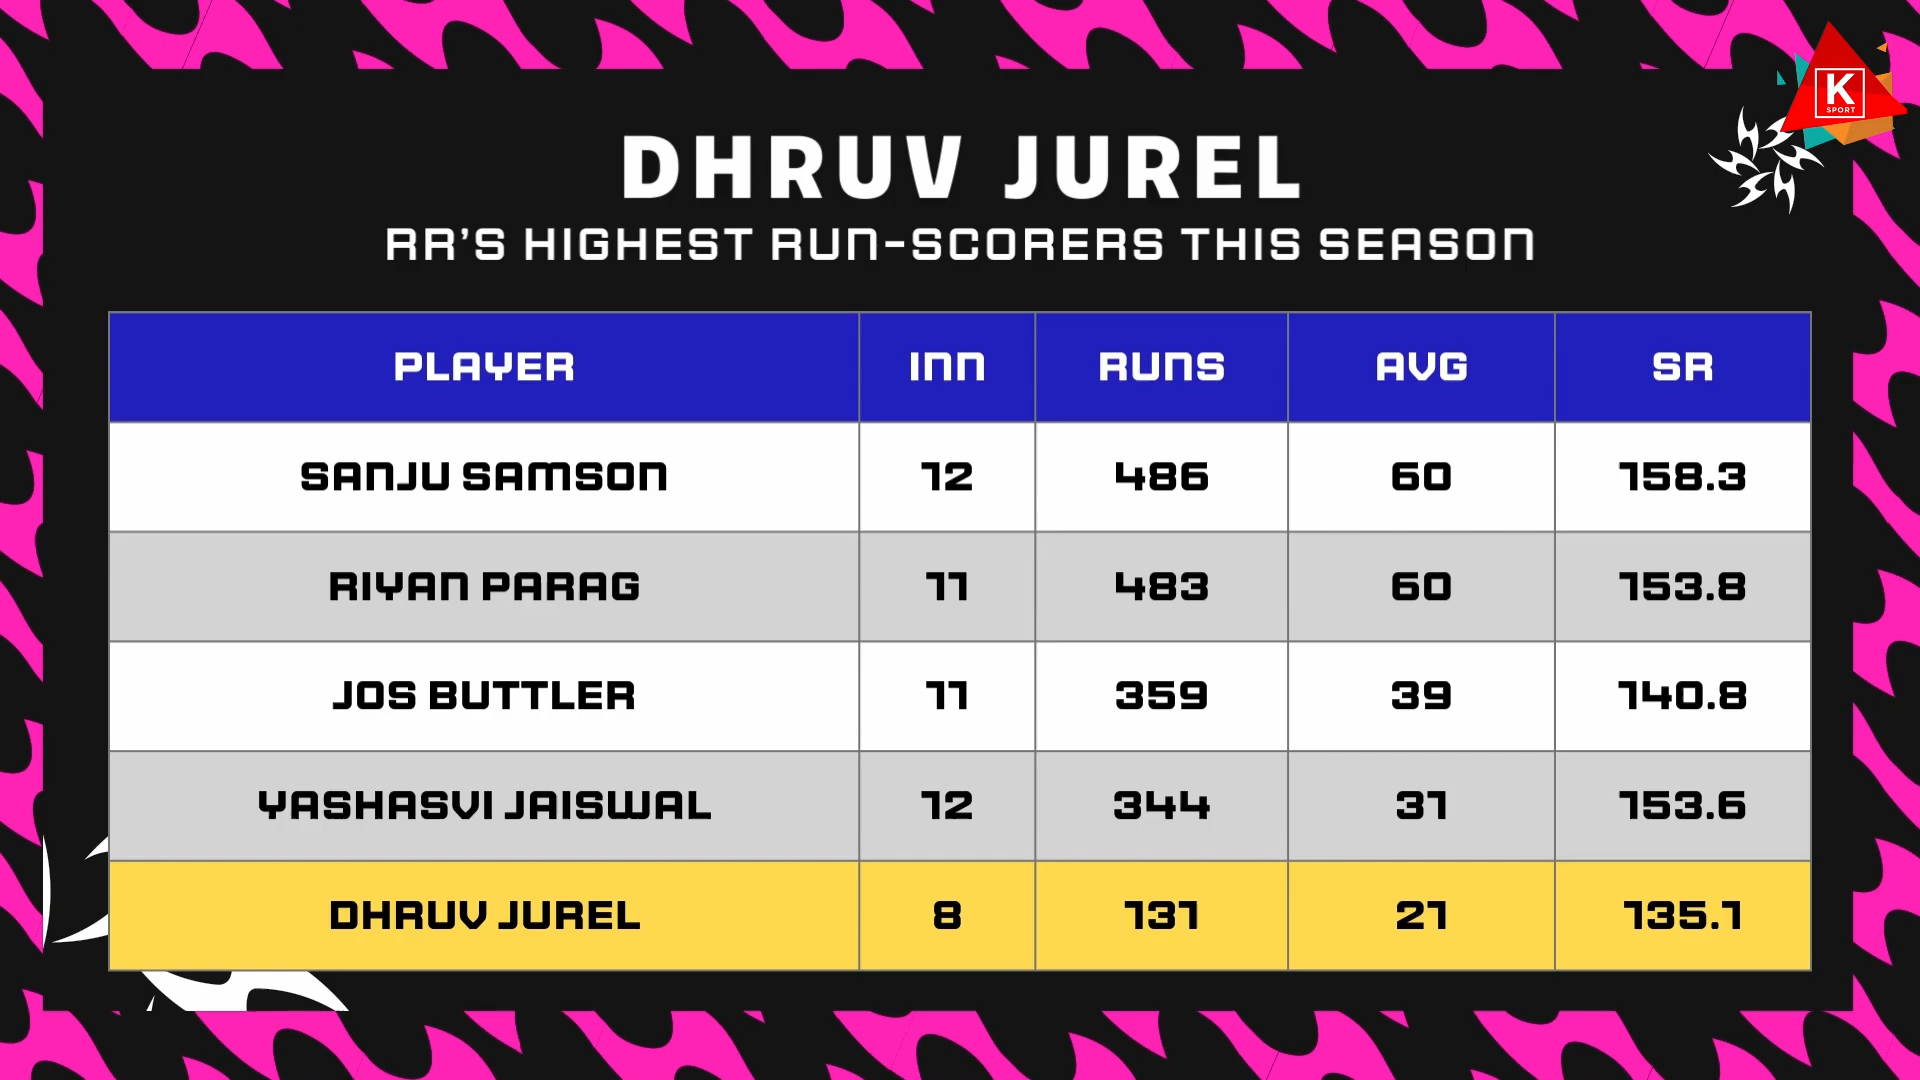 K
SPORT
DHRUV JUREL
RR'S HIGHEST RUN-SCORERS THIS SEASON
PLAYER INN RUNS AVG SR
SANJU SAMSON 12 486 60 158.3
RIYAN PARAG 11 483 60 153.8
JOS BUTTLER 11 359 39 140.8
YASHASVI JAISWAL 12 344 31 153.6
DHRUV JUREL 8 131 21 135.1